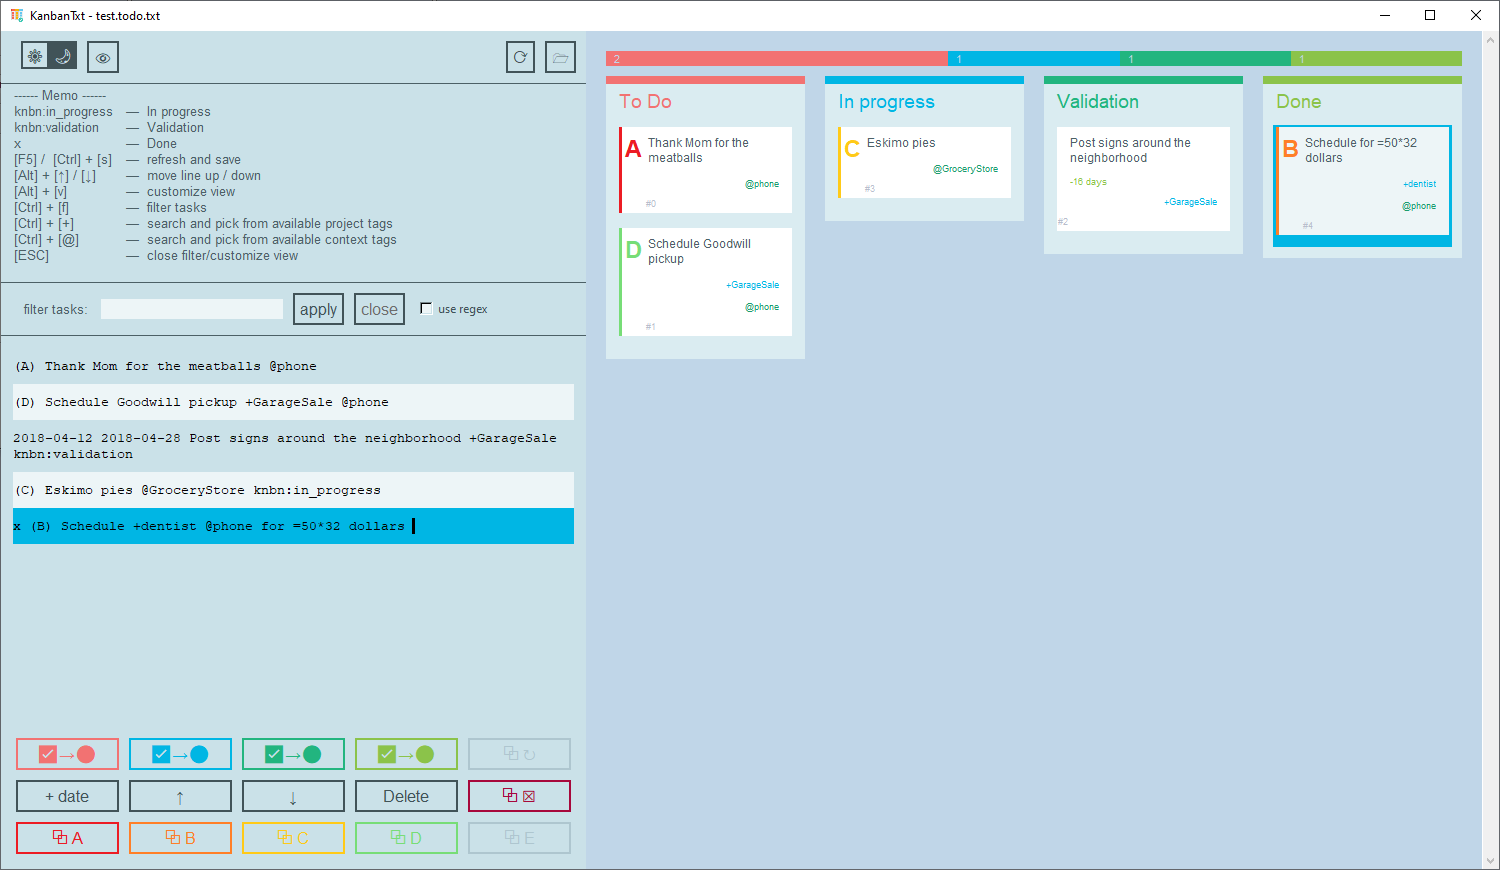 KanbanTxt - test.todo.txt
------ Memo ------
knbn:in_progress — In progress
knbn:validation — Validation
x — Done
[F5] / [Ctrl] + [s] — refresh and save
[Alt] + [↑] / [↓] — move line up / down
[Alt] + [v] — customize view
[Ctrl] + [f] — filter tasks
[Ctrl] + [+] — search and pick from available project tags
[Ctrl] + [@] — search and pick from available context tags
[ESC] — close filter/customize view
filter tasks: apply close use regex
(A) Thank Mom for the meatballs @phone
(D) Schedule Goodwill pickup +GarageSale @phone
2018-04-12 2018-04-28 Post signs around the neighborhood +GarageSale
knbn:validation
(C) Eskimo pies @GroceryStore knbn:in_progress
x (B) Schedule +dentist @phone for =50*32 dollars
+ date ↑ ↓ Delete
A B C D E
2 1 1 1
To Do
A Thank Mom for the
meatballs
@phone
#0
D Schedule Goodwill
pickup
+GarageSale
@phone
#1
In progress
C Eskimo pies
@GroceryStore
#3
Validation
Post signs around the
neighborhood
-16 days
+GarageSale
#2
Done
B Schedule for =50*32
dollars
+dentist
@phone
#4